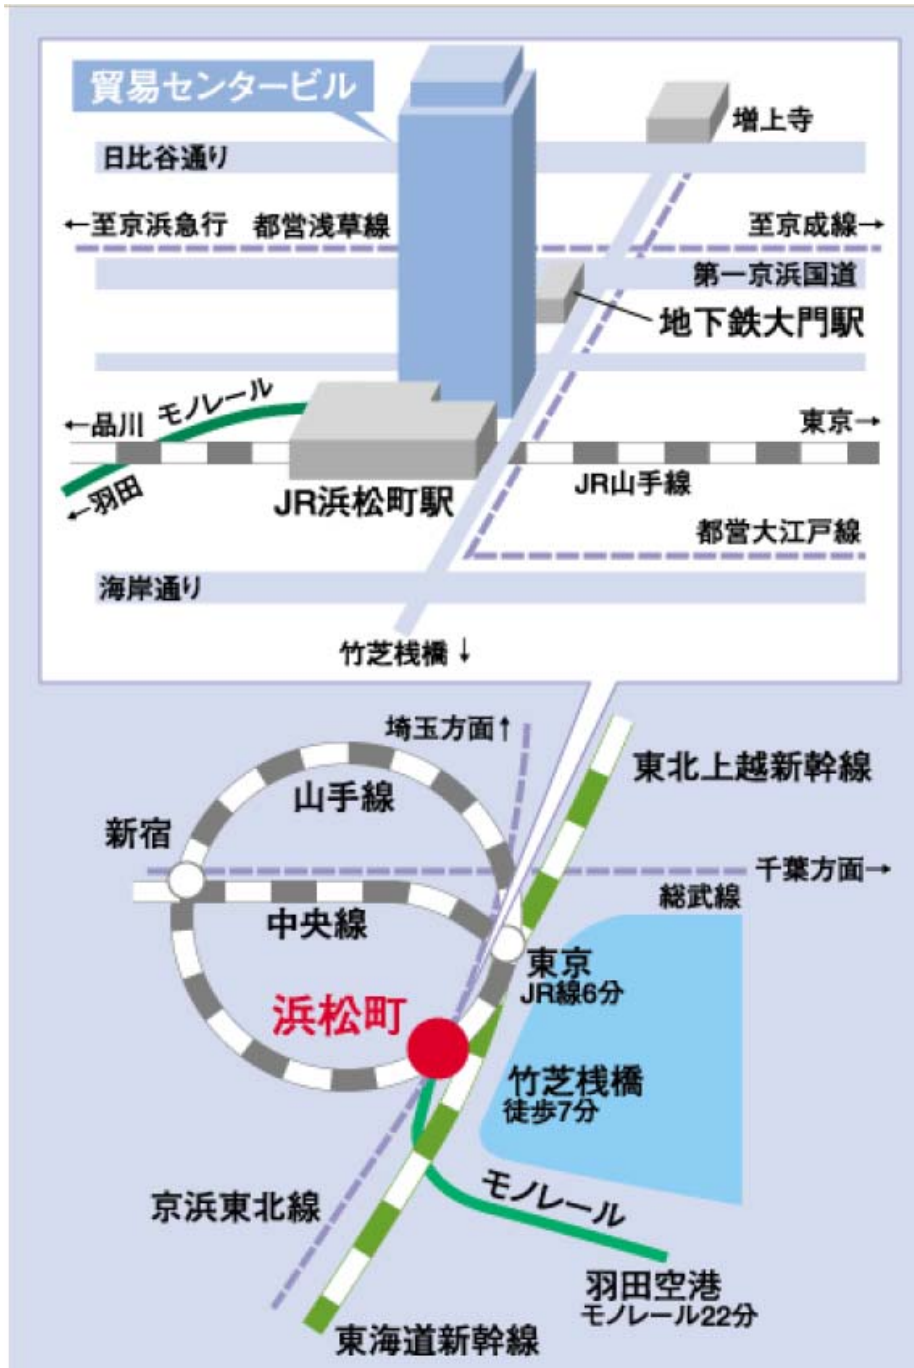 貿易センタービル
増上寺
日比谷通り
←至京浜急行 都営浅草線
至京成線→
第一京浜国道
地下鉄大門駅
モノレール
←品川
東京→
←羽田
JR浜松町駅
JR山手線
都営大江戸線
海岸通り
竹芝桟橋↓
埼玉方面↑
東北上越新幹線
山手線
新宿
千葉方面→
総武線
中央線
東京
JR線6分
浜松町
竹芝桟橋
徒歩7分
京浜東北線
モノレール
羽田空港
モノレール22分
東海道新幹線